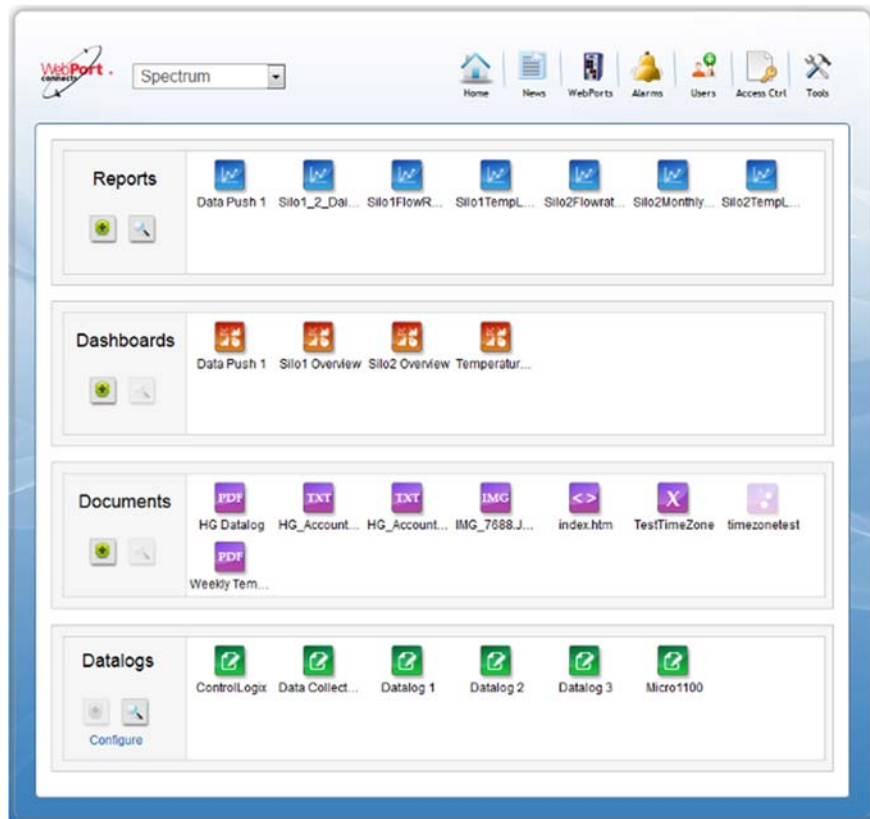 WebPort
connects
Spectrum
Home News WebPorts Alarms Users Access Ctrl Tools
Reports
Data Push 1 Silo1_2_Dai... Silo1FlowR... Silo1TempL... Silo2Flowrat... Silo2Monthly... Silo2TempL...
Dashboards
Data Push 1 Silo1 Overview Silo2 Overview Temperatur...
Documents
PDF TXT TXT IMG < > X
HG Datalog HG_Account... HG_Account... IMG_7688.J... index.htm TestTimeZone timezonetest
PDF
Weekly Tem...
Datalogs
ControlLogix Data Collect... Datalog 1 Datalog 2 Datalog 3 Micro1100
Configure